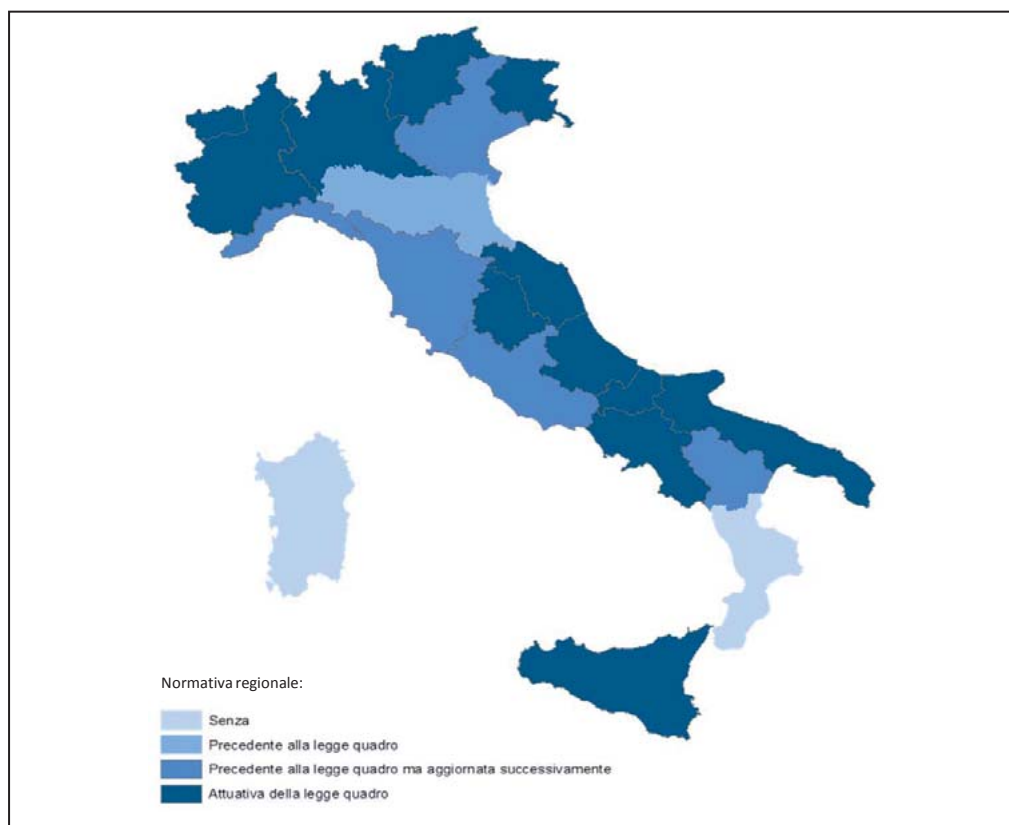 Normativa regionale:
Senza
Precedente alla legge quadro
Precedente alla legge quadro ma aggiornata successivamente
Attuativa della legge quadro